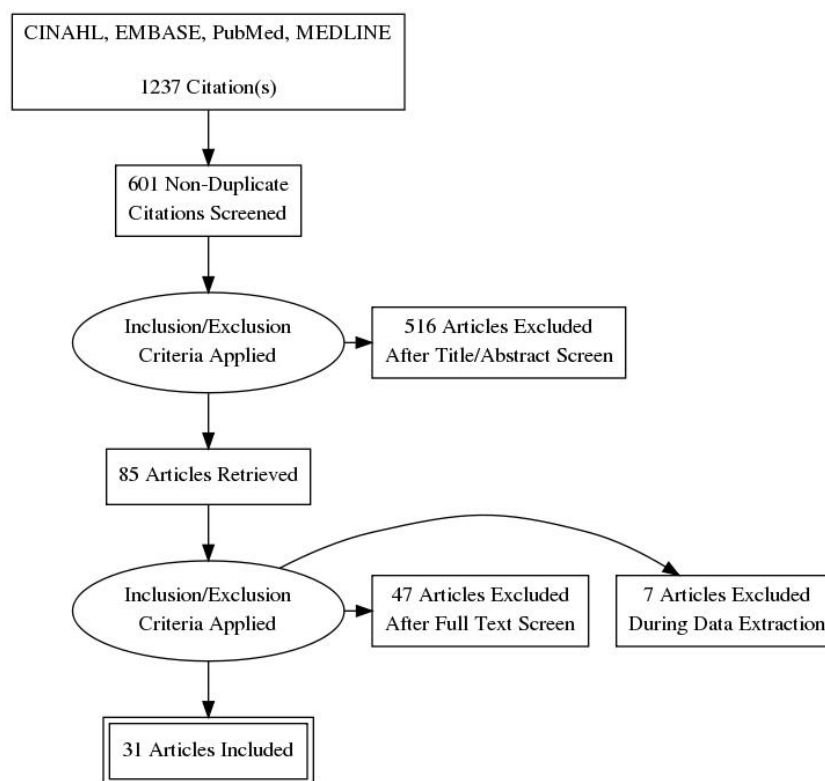 CINAHL, EMBASE, PubMed, MEDLINE
1237 Citation(s)
601 Non-Duplicate
Citations Screened
Inclusion/Exclusion
Criteria Applied
516 Articles Excluded
After Title/Abstract Screen
85 Articles Retrieved
Inclusion/Exclusion
Criteria Applied
47 Articles Excluded
After Full Text Screen
7 Articles Excluded
During Data Extraction
31 Articles Included